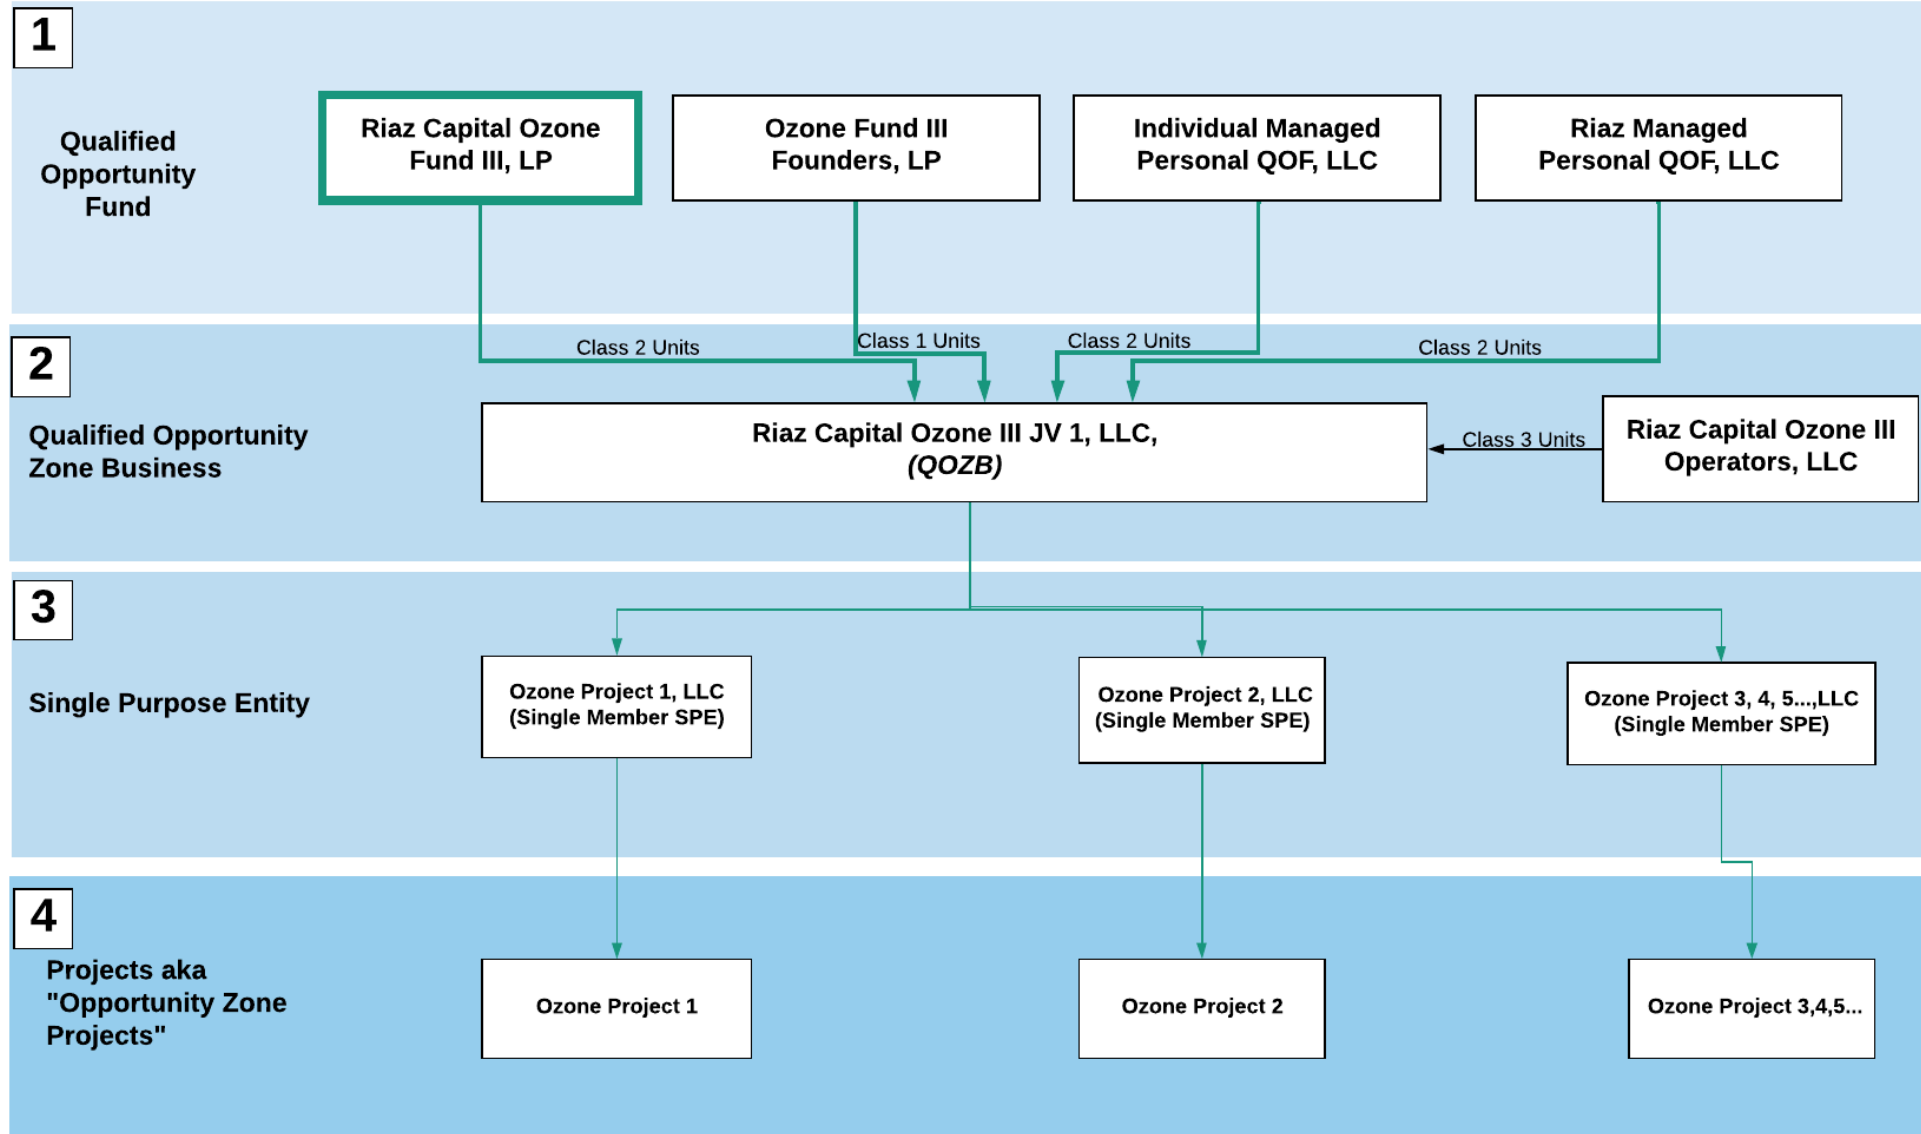 1
Qualified
Opportunity
Fund
Riaz Capital Ozone
Fund III, LP
Ozone Fund III
Founders, LP
Individual Managed
Personal QOF, LLC
Riaz Managed
Personal QOF, LLC
Class 2 Units
Class 1 Units
Class 2 Units
Class 2 Units
2
Qualified Opportunity
Zone Business
Riaz Capital Ozone III JV 1, LLC,
(QOZB)
Class 3 Units
Riaz Capital Ozone III
Operators, LLC
3
Single Purpose Entity
Ozone Project 1, LLC
(Single Member SPE)
Ozone Project 2, LLC
(Single Member SPE)
Ozone Project 3, 4, 5...,LLC
(Single Member SPE)
4
Projects aka
"Opportunity Zone
Projects"
Ozone Project 1
Ozone Project 2
Ozone Project 3,4,5...